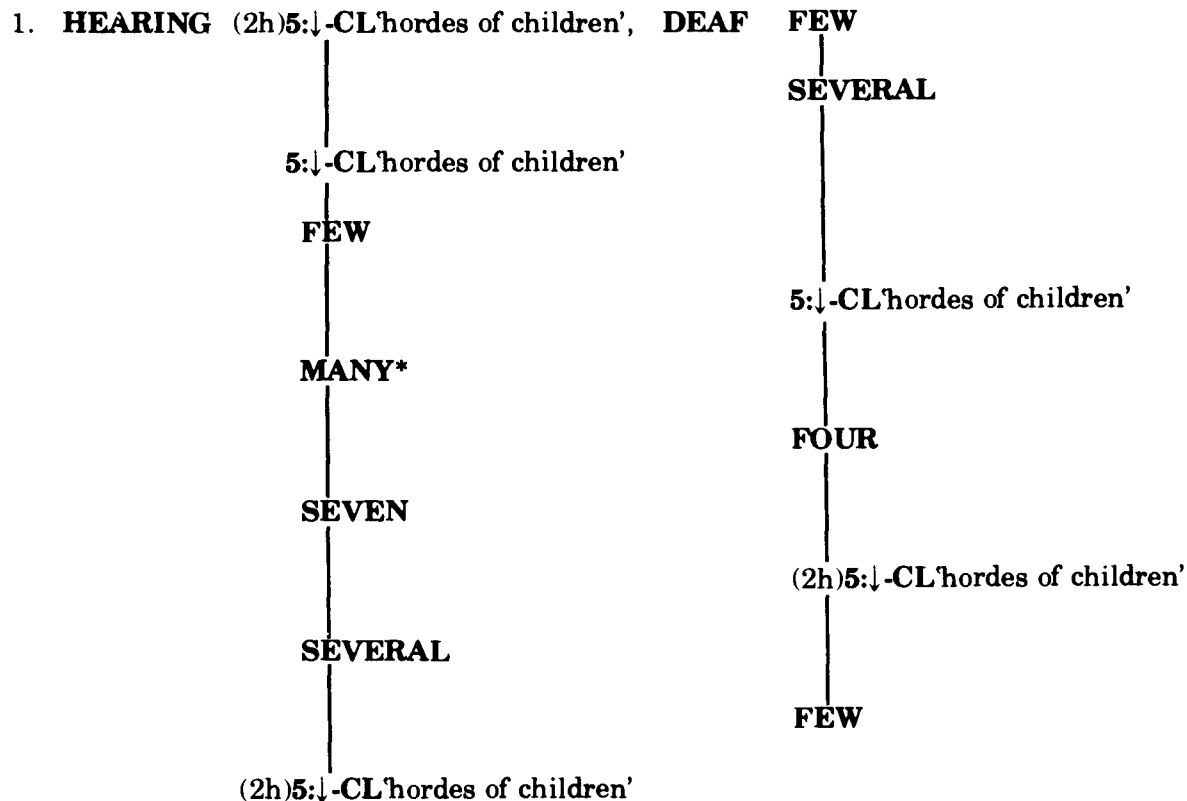 1. HEARING (2h)5:↓-CL'hordes of children', DEAF FEW
SEVERAL
5:↓-CL'hordes of children'
FEW
5:↓-CL'hordes of children'
MANY*
FOUR
SEVEN
(2h)5:↓-CL'hordes of children'
SEVERAL
FEW
(2h)5:↓-CL'hordes of children'